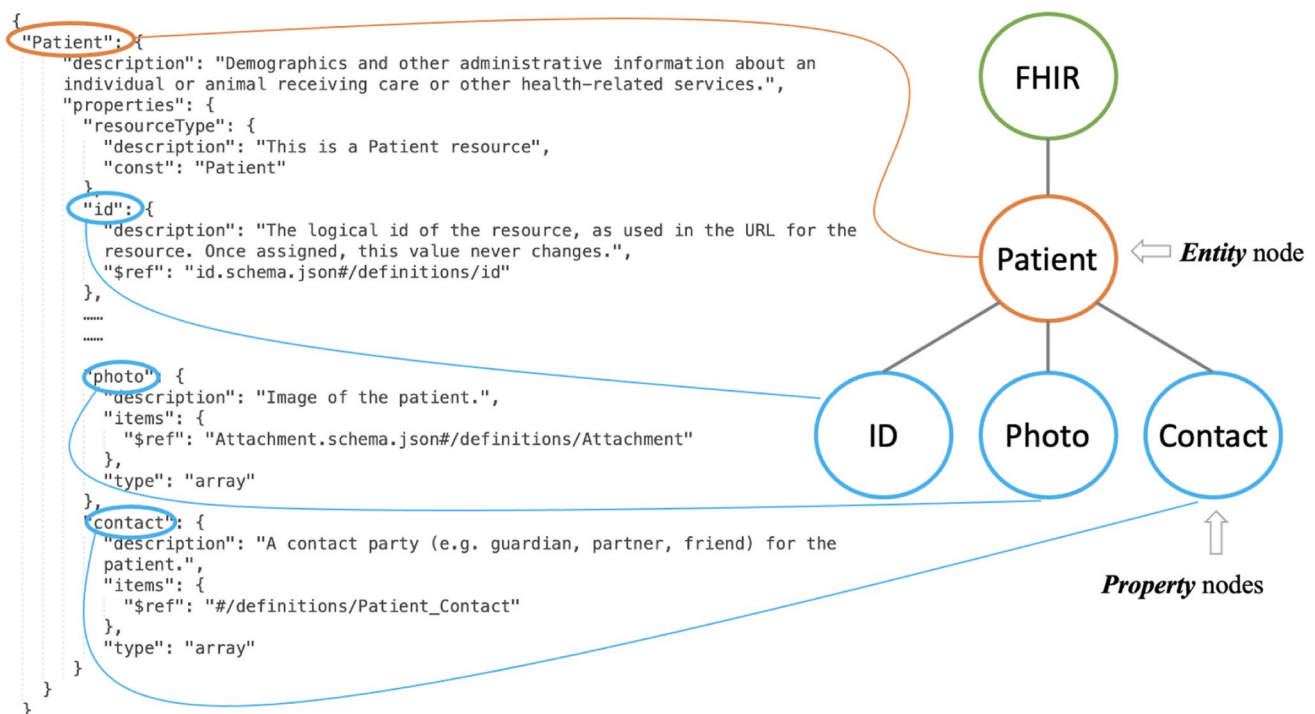 {
"Patient": {
"description": "Demographics and other administrative information about an
individual or animal receiving care or other health-related services.",
"properties": {
"resourceType": {
"description": "This is a Patient resource",
"const": "Patient"
},
"id": {
"description": "The logical id of the resource, as used in the URL for the
resource. Once assigned, this value never changes.",
"$ref": "id.schema.json#/definitions/id"
},
……
……
"photo": {
"description": "Image of the patient.",
"items": {
"$ref": "Attachment.schema.json#/definitions/Attachment"
},
"type": "array"
},
"contact": {
"description": "A contact party (e.g. guardian, partner, friend) for the
patient.",
"items": {
"$ref": "#/definitions/Patient_Contact"
},
"type": "array"
}
}
}
FHIR
Patient
Entity node
ID
Photo
Contact
Property nodes